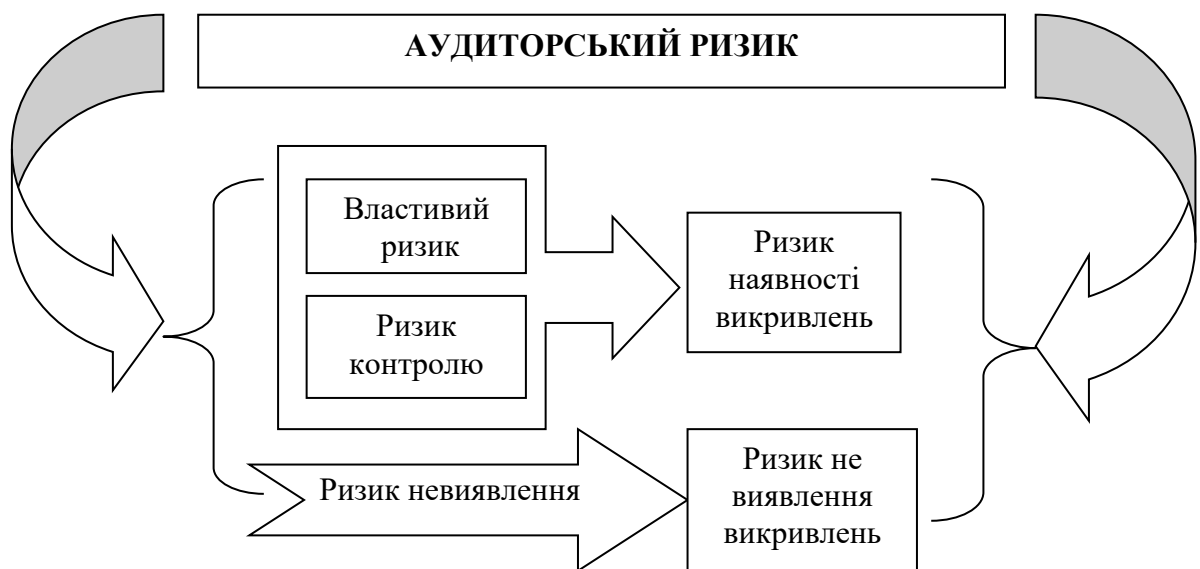 АУДИТОРСЬКИЙ РИЗИК
Властивий
ризик
Ризик
контролю
Ризик
наявності
викривлень
Ризик невиявлення
Ризик не
виявлення
викривлень